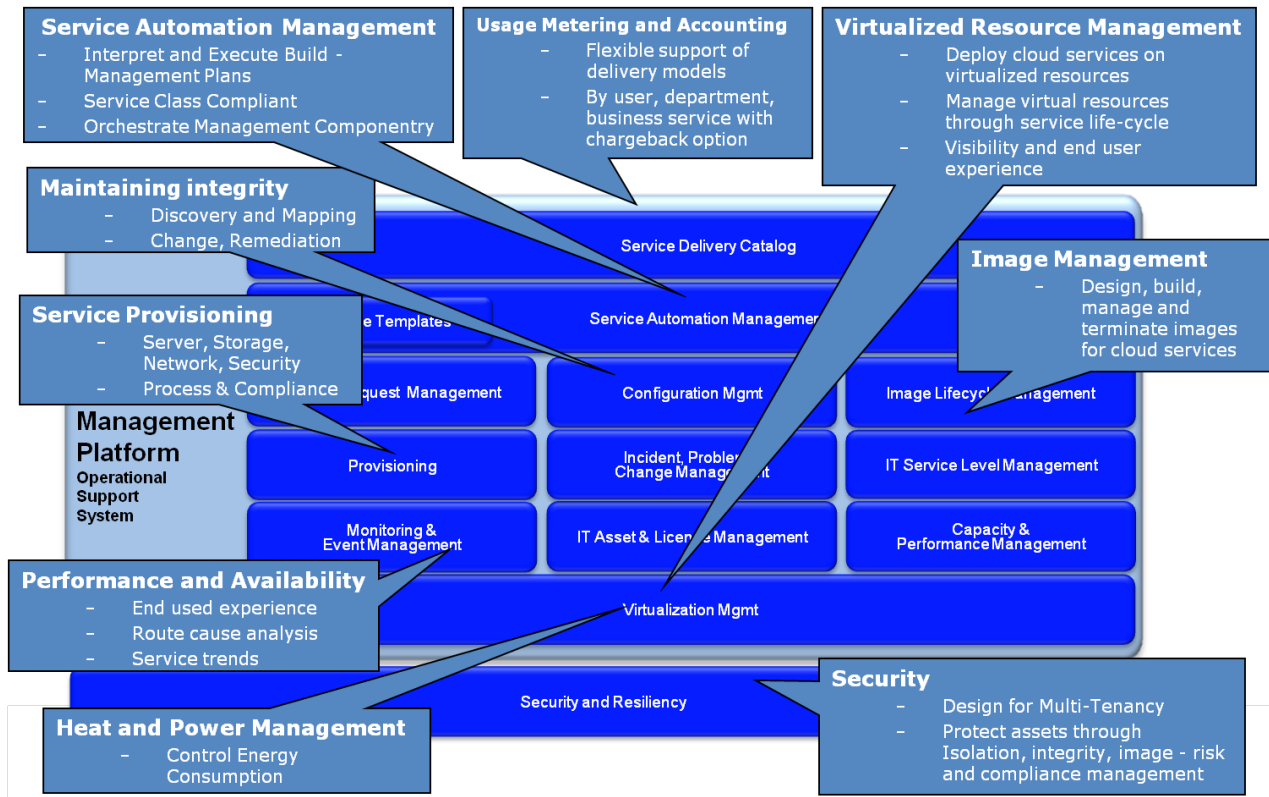 Service Automation Management
– Interpret and Execute Build -
Management Plans
– Service Class Compliant
– Orchestrate Management Componentry
Usage Metering and Accounting
– Flexible support of
delivery models
– By user, department,
business service with
chargeback option
Virtualized Resource Management
– Deploy cloud services on
virtualized resources
– Manage virtual resources
through service life-cycle
– Visibility and end user
experience
Maintaining integrity
– Discovery and Mapping
– Change, Remediation
Service Delivery Catalog
Image Management
– Design, build,
manage and
terminate images
for cloud services
Service Provisioning
– Server, Storage,
Network, Security
– Process & Compliance
Templates
Service Automation Management
Management
Configuration Mgmt
Image Lifecycle Management
Management
Platform
Operational
Support
System
Provisioning
Incident, Problem,
Change Management
IT Service Level Management
Monitoring &
Event Management
IT Asset & License Management
Capacity &
Performance Management
Performance and Availability
– End used experience
– Route cause analysis
– Service trends
Virtualization Mgmt
Security and Resiliency
Heat and Power Management
– Control Energy
Consumption
Security
– Design for Multi-Tenancy
– Protect assets through
Isolation, integrity, image - risk
and compliance management